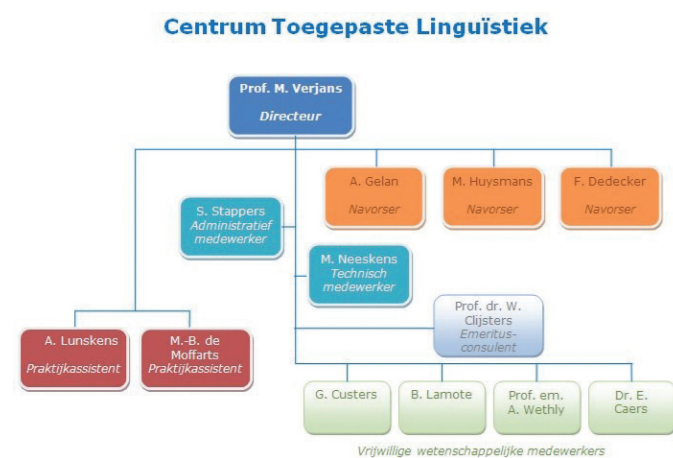 Centrum Toegepaste Linguïstiek
Prof. M. Verjans
Directeur
A. Gelan
Navorser
M. Huysmans
Navorser
F. Dedecker
Navorser
S. Stappers
Administratief
medewerker
M. Neeskens
Technisch
medewerker
Prof. dr. W.
Clijsters
Emeritus-
consulent
A. Lunskens
Praktijkassistent
M.-B. de
Moffarts
Praktijkassistent
G. Custers
B. Lamote
Prof. em.
A. Wethly
Dr. E.
Caers
Vrijwillige wetenschappelijke medewerkers